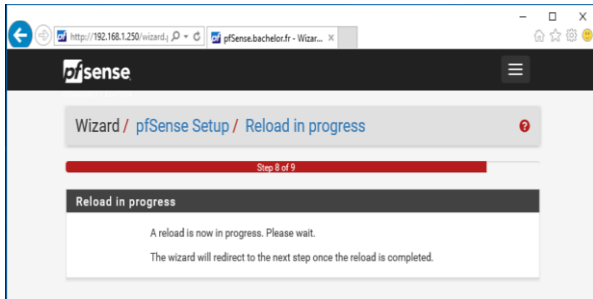 http://192.168.1.250/wizard.
pfSense.bachelor.fr - Wizar...
pfsense
Wizard / pfSense Setup / Reload in progress
Step 8 of 9
Reload in progress
A reload is now in progress. Please wait.
The wizard will redirect to the next step once the reload is completed.